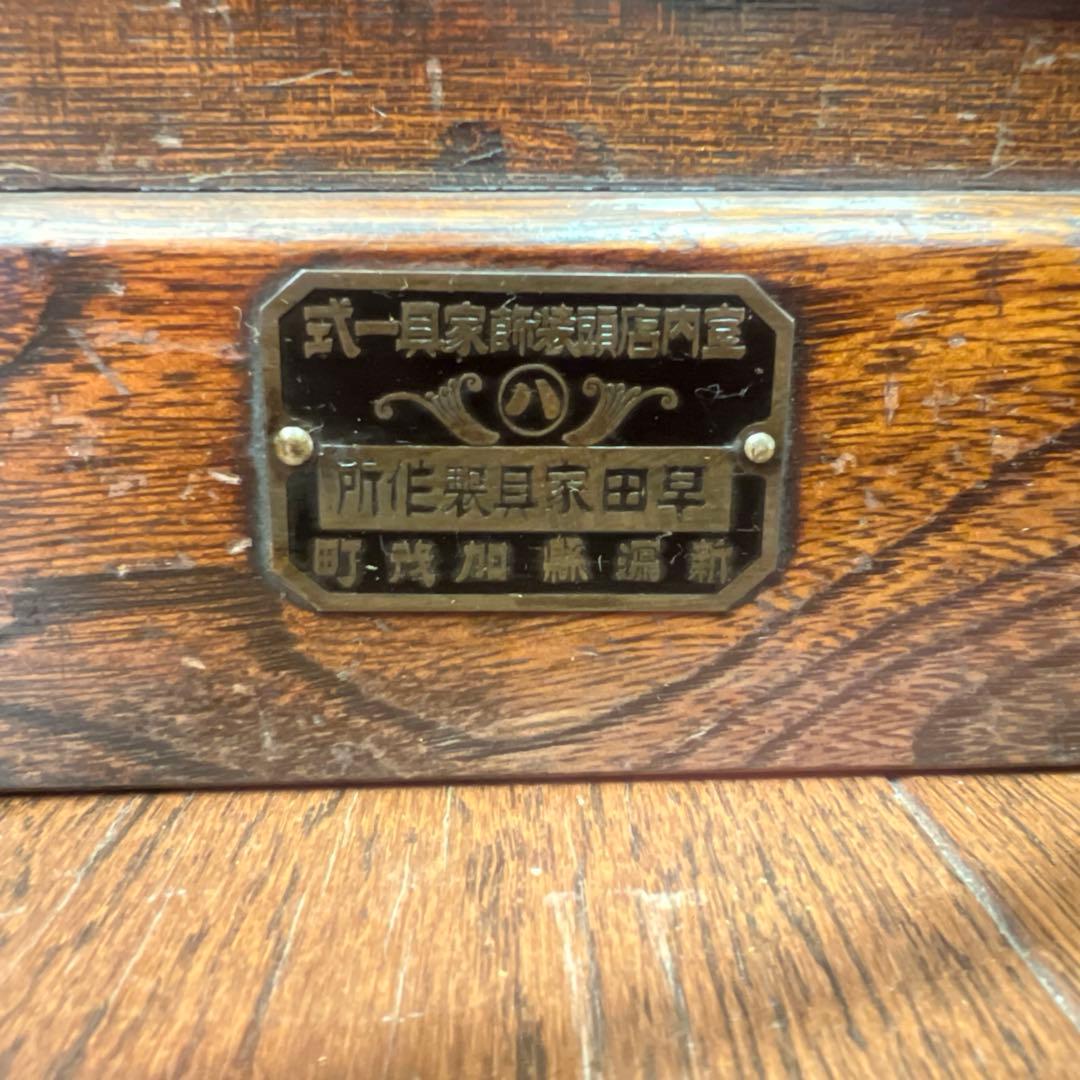 室内店頭装飾家具一式
八
早田家具製作所
新潟縣加茂町